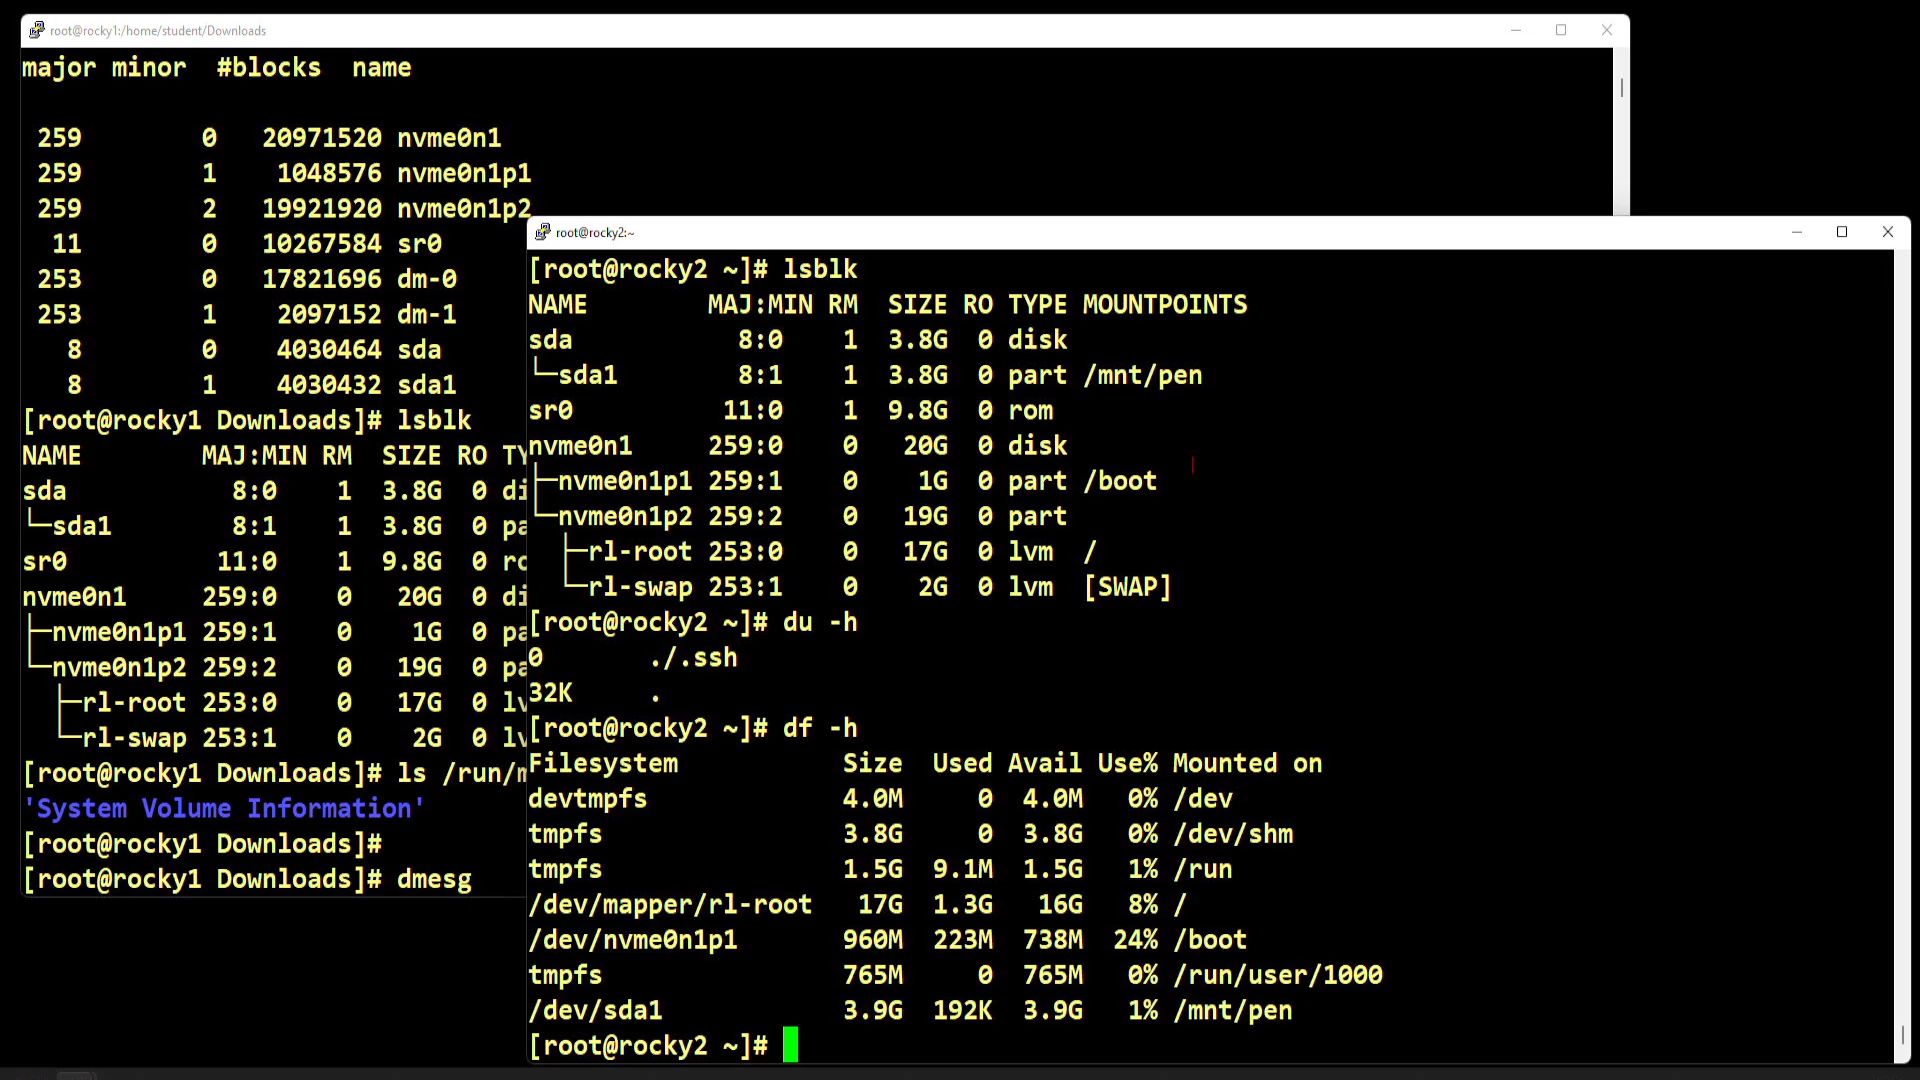 root@rocky1:/home/student/Downloads
major minor  #blocks  name
 259        0   20971520 nvme0n1
 259        1    1048576 nvme0n1p1
 259        2   19921920 nvme0n1p2
  11        0   10267584 sr0
 253        0   17821696 dm-0
 253        1    2097152 dm-1
   8        0    4030464 sda
   8        1    4030432 sda1
[root@rocky1 Downloads]# lsblk
NAME        MAJ:MIN RM  SIZE RO TY
sda           8:0    1  3.8G  0 di
└─sda1        8:1    1  3.8G  0 pa
sr0          11:0    1  9.8G  0 ro
nvme0n1     259:0    0   20G  0 di
├─nvme0n1p1 259:1    0    1G  0 pa
└─nvme0n1p2 259:2    0   19G  0 pa
  ├─rl-root 253:0    0   17G  0 lv
  └─rl-swap 253:1    0    2G  0 lv
[root@rocky1 Downloads]# ls /run/m
'System Volume Information'
[root@rocky1 Downloads]#
[root@rocky1 Downloads]# dmesg
root@rocky2:~
[root@rocky2 ~]# lsblk
NAME        MAJ:MIN RM  SIZE RO TYPE MOUNTPOINTS
sda           8:0    1  3.8G  0 disk
└─sda1        8:1    1  3.8G  0 part /mnt/pen
sr0          11:0    1  9.8G  0 rom
nvme0n1     259:0    0   20G  0 disk
├─nvme0n1p1 259:1    0    1G  0 part /boot
└─nvme0n1p2 259:2    0   19G  0 part
  ├─rl-root 253:0    0   17G  0 lvm  /
  └─rl-swap 253:1    0    2G  0 lvm  [SWAP]
[root@rocky2 ~]# du -h
0       ./.ssh
32K     .
[root@rocky2 ~]# df -h
Filesystem           Size  Used Avail Use% Mounted on
devtmpfs             4.0M     0  4.0M   0% /dev
tmpfs                3.8G     0  3.8G   0% /dev/shm
tmpfs                1.5G  9.1M  1.5G   1% /run
/dev/mapper/rl-root   17G  1.3G   16G   8% /
/dev/nvme0n1p1       960M  223M  738M  24% /boot
tmpfs                765M     0  765M   0% /run/user/1000
/dev/sda1            3.9G  192K  3.9G   1% /mnt/pen
[root@rocky2 ~]#